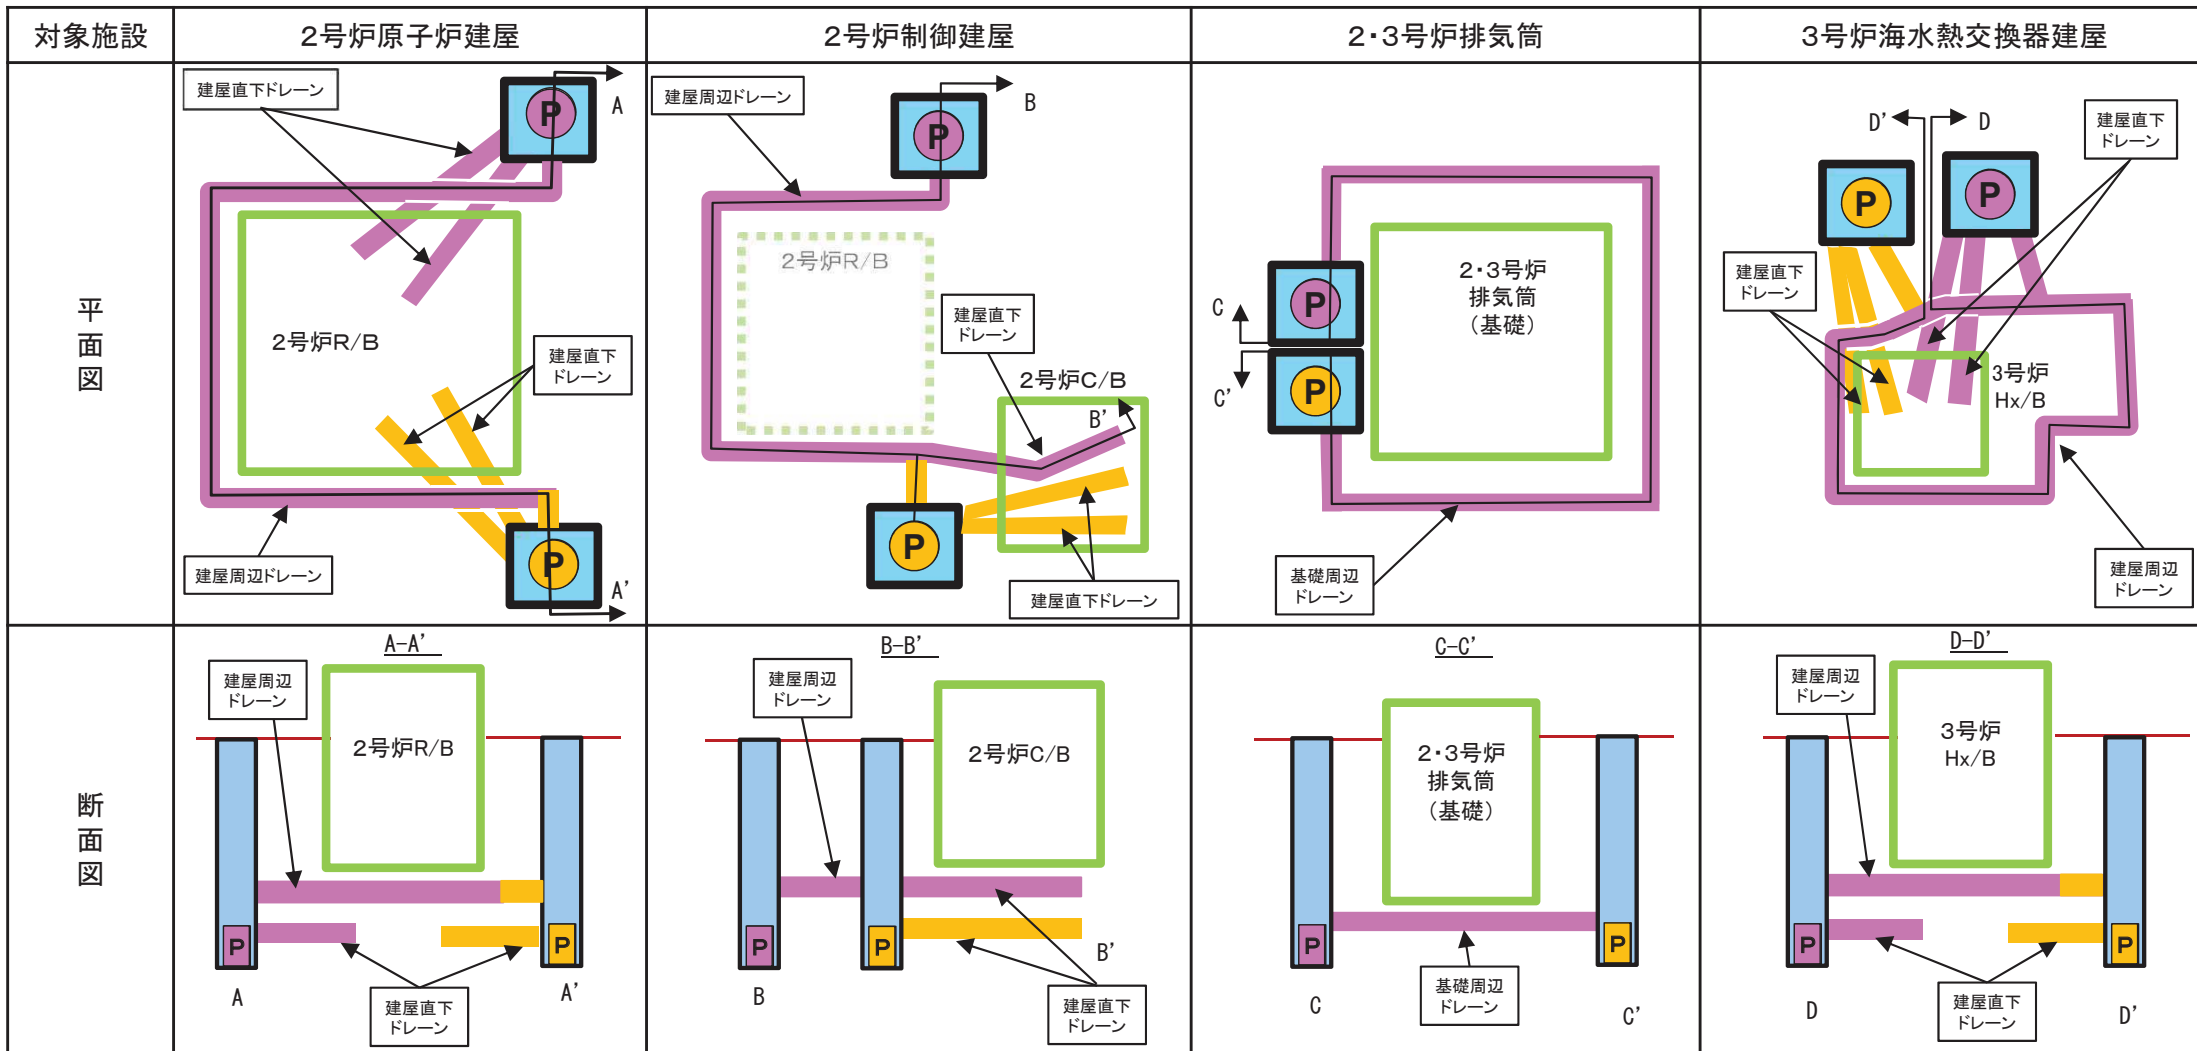 対象施設
2号炉原子炉建屋
2号炉制御建屋
2・3号炉排気筒
3号炉海水熱交換器建屋
平面図
建屋直下ドレーン
P
A
2号炉R/B
建屋直下
ドレーン
建屋周辺ドレーン
P
A'
建屋周辺ドレーン
P
B
2号炉R/B
建屋直下
ドレーン
2号炉C/B
B'
P
建屋直下ドレーン
P
C
C'
P
2・3号炉
排気筒
(基礎)
基礎周辺
ドレーン
D'
D
建屋直下
ドレーン
P
P
建屋直下
ドレーン
3号炉
Hx/B
建屋周辺
ドレーン
断面図
A-A'
建屋周辺
ドレーン
2号炉R/B
P
P
A
A'
建屋直下
ドレーン
B-B'
建屋周辺
ドレーン
2号炉C/B
P
P
B
B'
建屋直下
ドレーン
C-C'
2・3号炉
排気筒
(基礎)
P
P
C
C'
基礎周辺
ドレーン
D-D'
建屋周辺
ドレーン
3号炉
Hx/B
P
P
D
D'
建屋直下
ドレーン